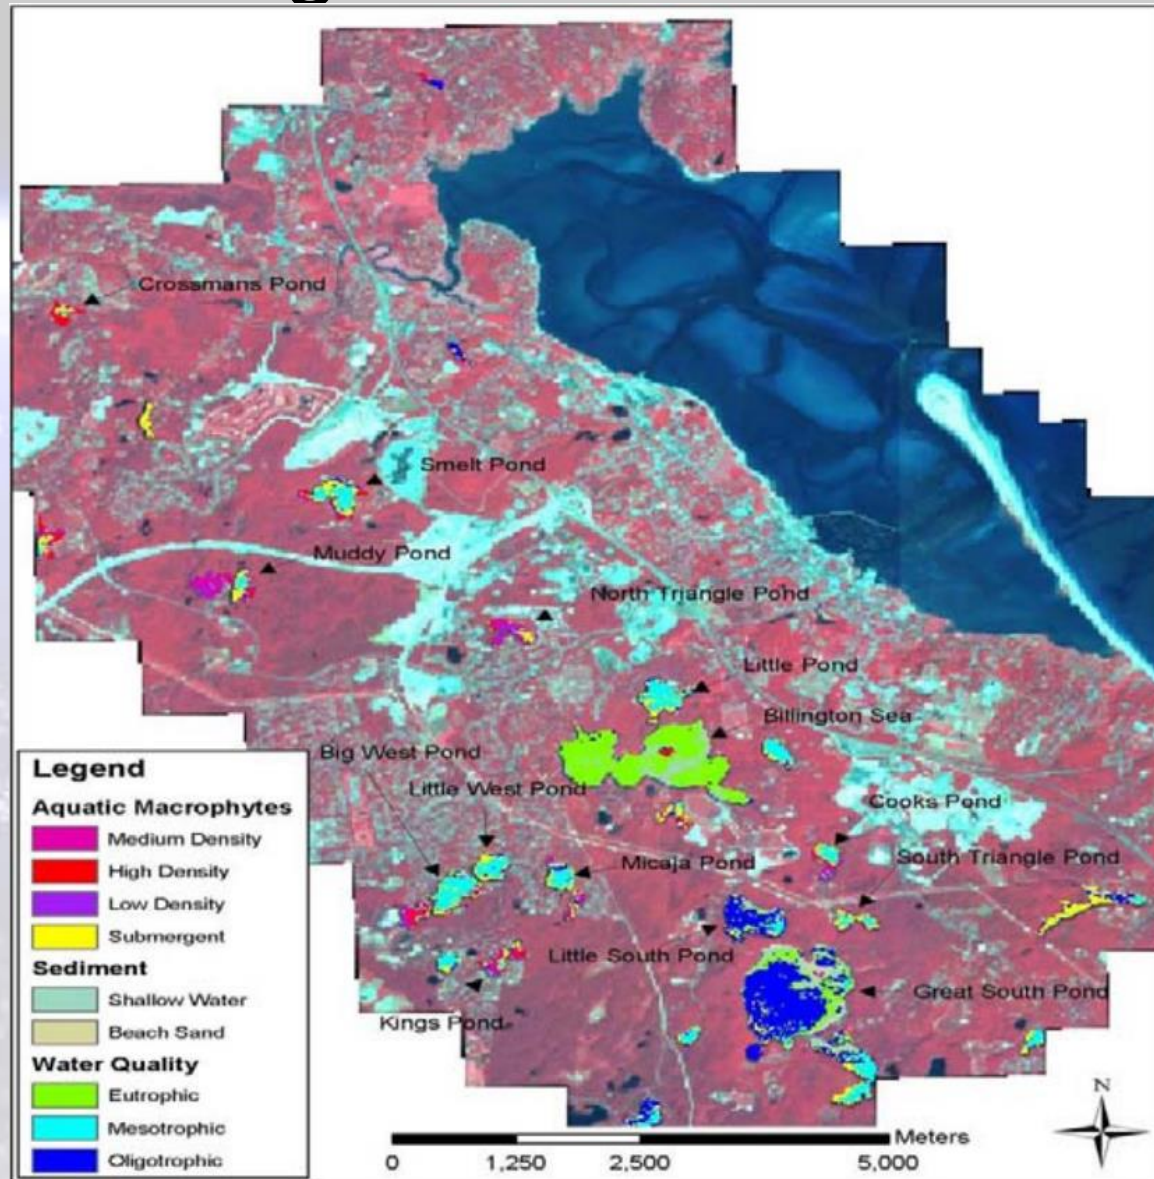 Crossmans Pond
Smelt Pond
Muddy Pond
North Triangle Pond
Little Pond
Billington Sea
Big West Pond
Little West Pond
Cooks Pond
Micaja Pond
South Triangle Pond
Little South Pond
Great South Pond
Kings Pond
Legend
Aquatic Macrophytes
Medium Density
High Density
Low Density
Submergent
Sediment
Shallow Water
Beach Sand
Water Quality
Eutrophic
Mesotrophic
Oligotrophic
N
Meters
0 1,250 2,500 5,000